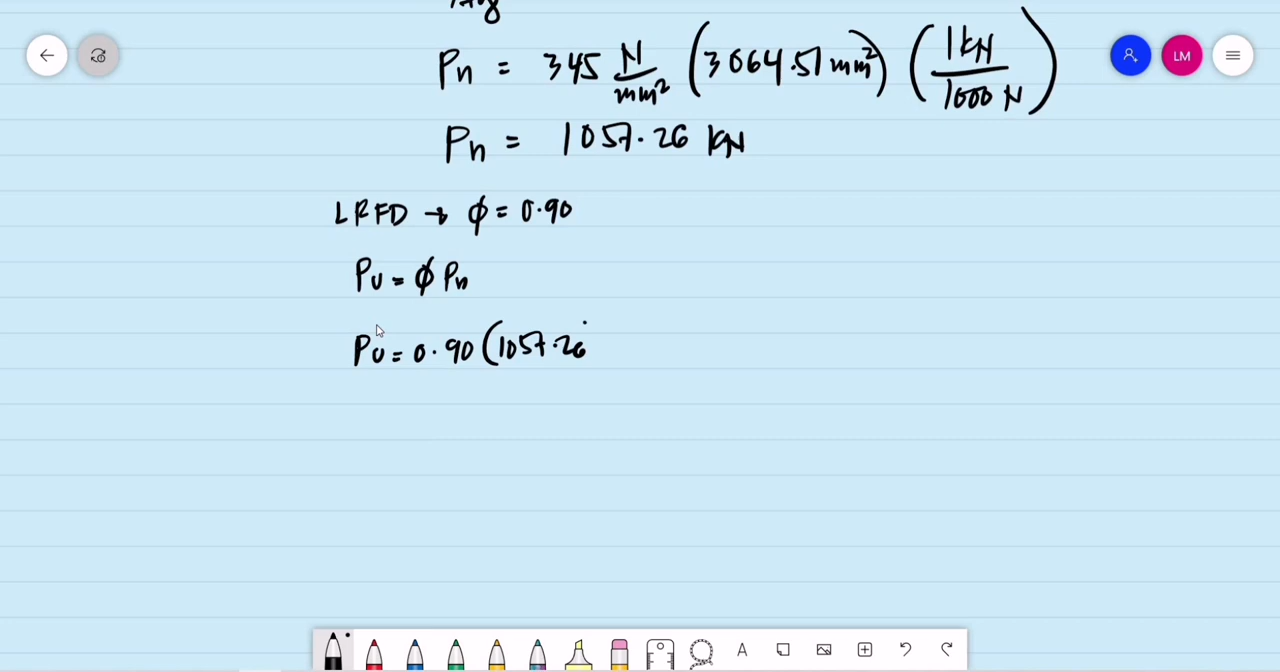 Pn = 345 N/mm² (3064.51 mm²) (1 kN/1000 N)
Pn = 1057.26 kN
LRFD → φ = 0.90
PU = φ Pn
PU = 0.90 (1057.26
LM
A